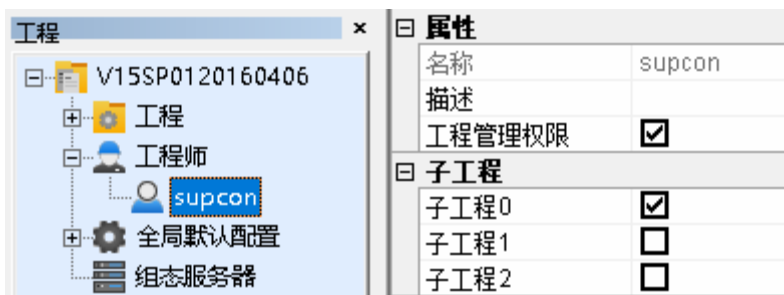 工程
V15SP0120160406
工程
工程师
supcon
全局默认配置
组态服务器
属性
名称 supcon
描述
工程管理权限
子工程
子工程0
子工程1
子工程2